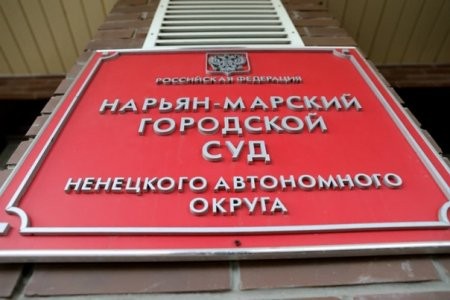 РОССИЙСКАЯ ФЕДЕРАЦИЯ
НАРЬЯН-МАРСКИЙ
ГОРОДСКОЙ
СУД
НЕНЕЦКОГО АВТОНОМНОГО
ОКРУГА